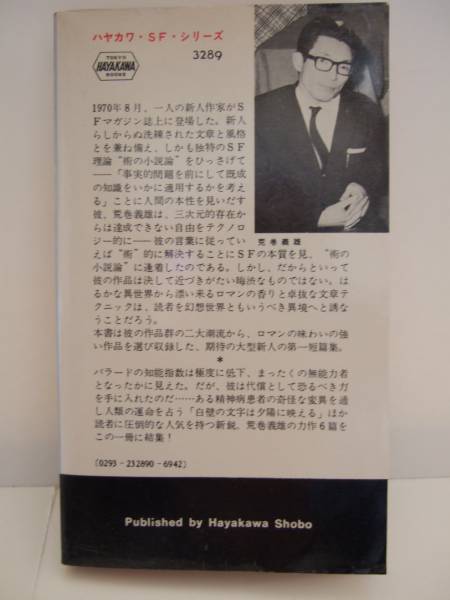 ハヤカワ・SF・シリーズ
TOKYO
HAYAKAWA
BOOKS
3289
1970年8月、一人の新人作家がS
Fマガジン誌上に登場した。新人
らしからぬ洗練された文章と風格
とを兼ね備え、しかも独特のSF
理論“術の小説論”をひっさげて
──「事実的問題を前にして既成
の知識をいかに適用するかを考え
る」ことに人間の本性を見いだす
彼、荒巻義雄は、三次元的存在か
らは達成できない自由をテクノロ
ジー的に──彼の言葉に従ってい
えば“術”的に解決することにSFの本質を見、“術の
小説論”に逢着したのである。しかし、だからといって
彼の作品は決して近づきがたい晦渋なものではない。は
るかな異世界から漂い来るロマンの香りと卓抜な文章テ
クニックは、読者を幻想世界ともいうべき異境へと誘な
うことだろう。
本書は彼の作品群の二大潮流から、ロマンの味わいの強
い作品を選び収録した、期待の大型新人の第一短篇集。
*
バラードの知能指数は極度に低下、まったくの無能力者
となったかに見えた。だが、彼は代償として恐るべき力
を手に入れたのだ……ある精神病患者の奇怪な変異を通
し人類の運命を占う「白壁の文字は夕陽に映える」ほか
読者に圧倒的な人気を持つ新鋭、荒巻義雄の力作6篇を
この一冊に結集！
荒巻義雄
(0293-232890-6942)
Published by Hayakawa Shobo